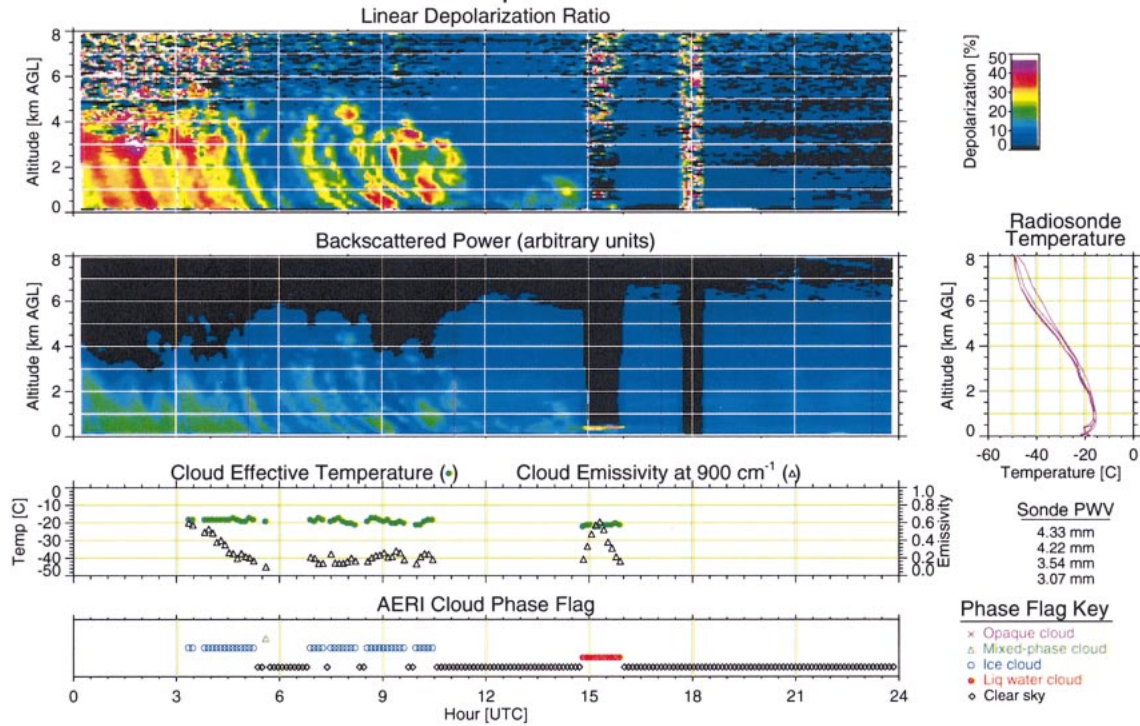 Linear Depolarization Ratio
8
6
4
2
0
Altitude [km AGL]
Depolarization [%]
50
40
30
20
10
0
Backscattered Power (arbitrary units)
8
6
4
2
0
Altitude [km AGL]
Radiosonde
Temperature
8
6
4
2
0
Altitude [km AGL]
-60 -40 -20 0
Temperature [C]
Cloud Effective Temperature (•) Cloud Emissivity at 900 cm⁻¹ (△)
0
-10
-20
-30
-40
-50
Temp [C]
1.0
0.8
0.6
0.4
0.2
0.0
Emissivity
Sonde PWV
4.33 mm
4.22 mm
3.54 mm
3.07 mm
AERI Cloud Phase Flag
0 3 6 9 12 15 18 21 24
Hour [UTC]
Phase Flag Key
× Opaque cloud
△ Mixed-phase cloud
○ Ice cloud
● Liq water cloud
◇ Clear sky